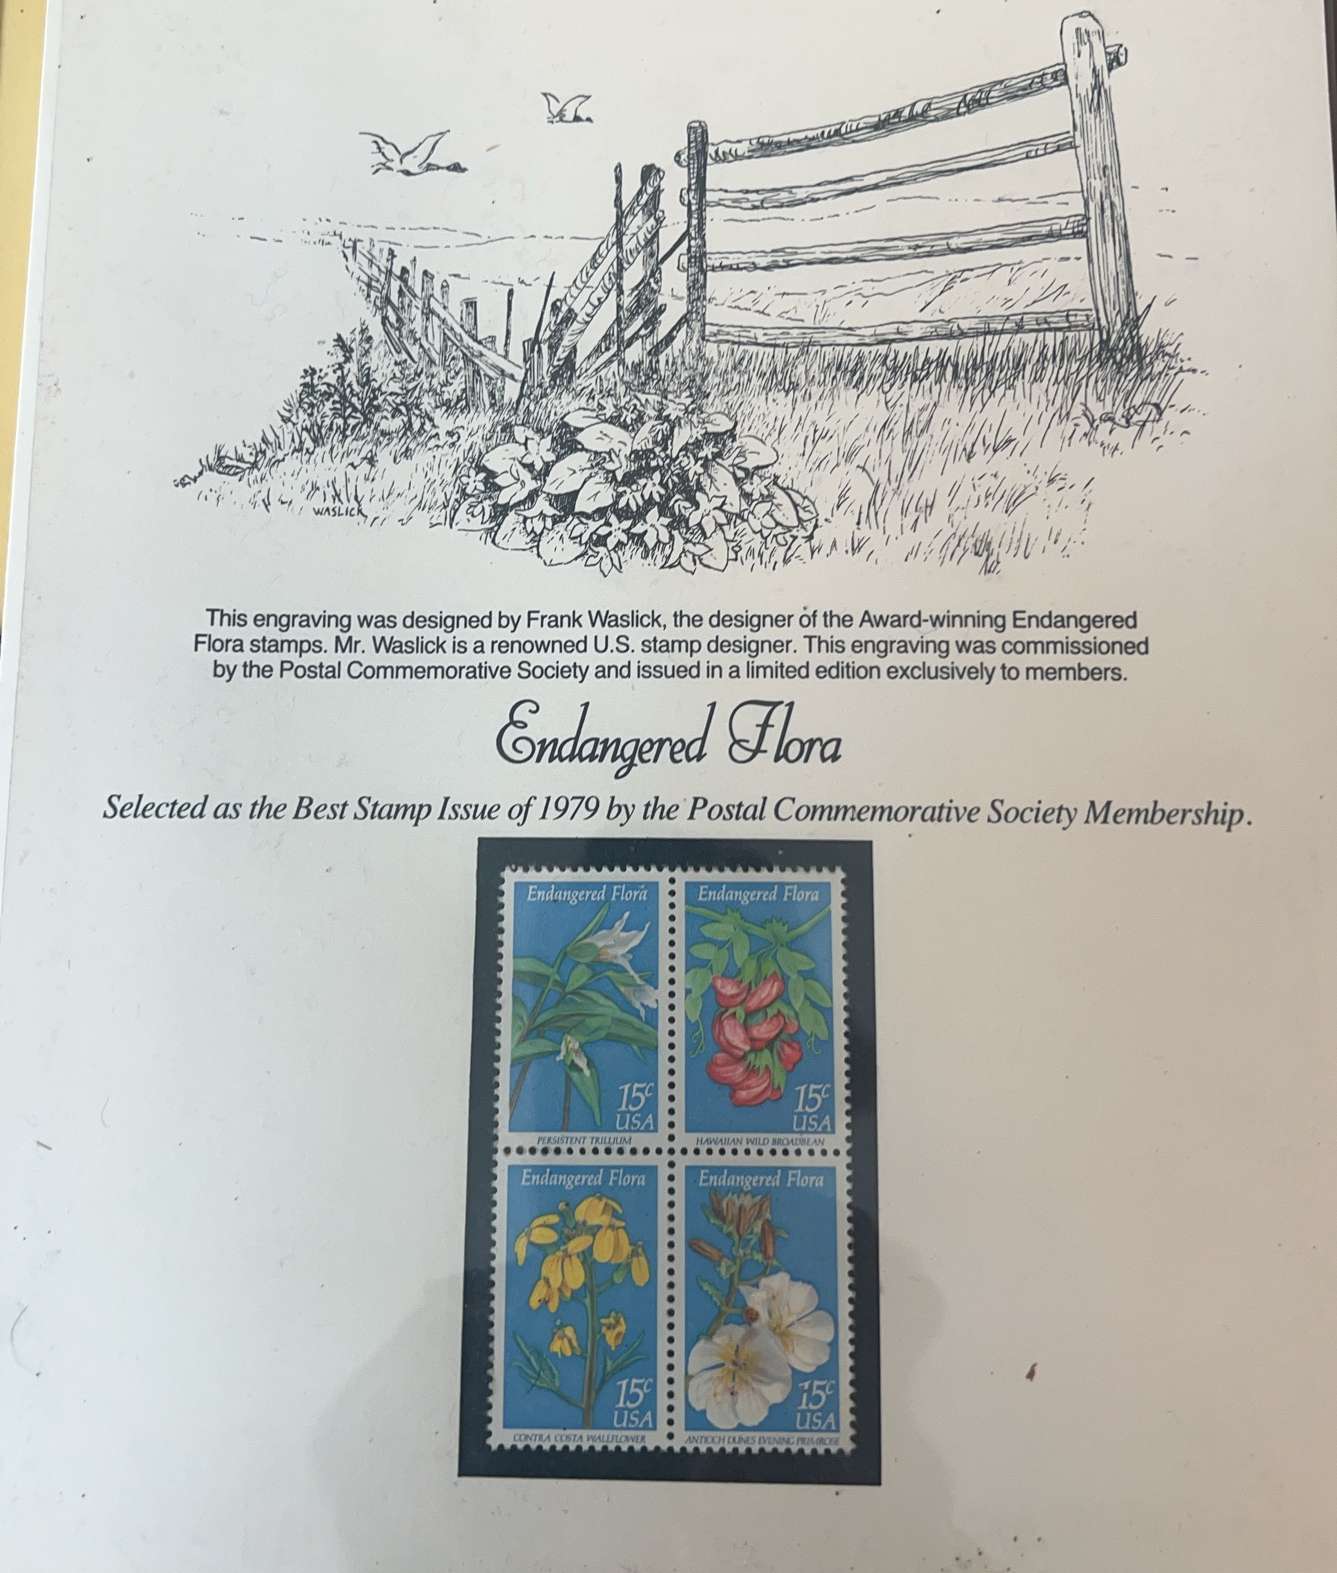 WASLICK
This engraving was designed by Frank Waslick, the designer of the Award-winning Endangered
Flora stamps. Mr. Waslick is a renowned U.S. stamp designer. This engraving was commissioned
by the Postal Commemorative Society and issued in a limited edition exclusively to members.
Endangered Flora
Selected as the Best Stamp Issue of 1979 by the Postal Commemorative Society Membership.
Endangered Flora
15c
USA
PERSISTENT TRILLIUM
Endangered Flora
15c
USA
HAWAIIAN WILD BROADBEAN
Endangered Flora
15c
USA
CONTRA COSTA WALLFLOWER
Endangered Flora
15c
USA
ANTIOCH DUNES EVENING PRIMROSE